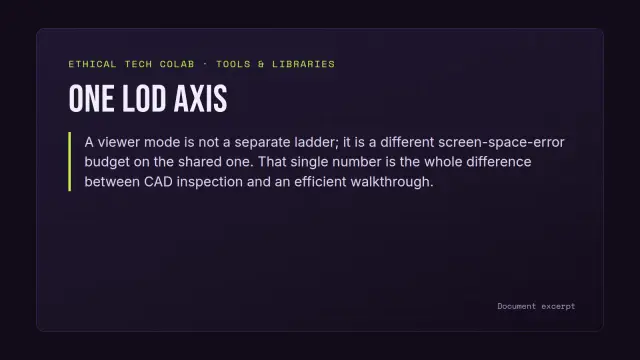 ETHICAL TECH COLAB · TOOLS & LIBRARIES
ONE LOD AXIS
A viewer mode is not a separate ladder; it is a different screen-space-error
budget on the shared one. That single number is the whole difference
between CAD inspection and an efficient walkthrough.
Document excerpt